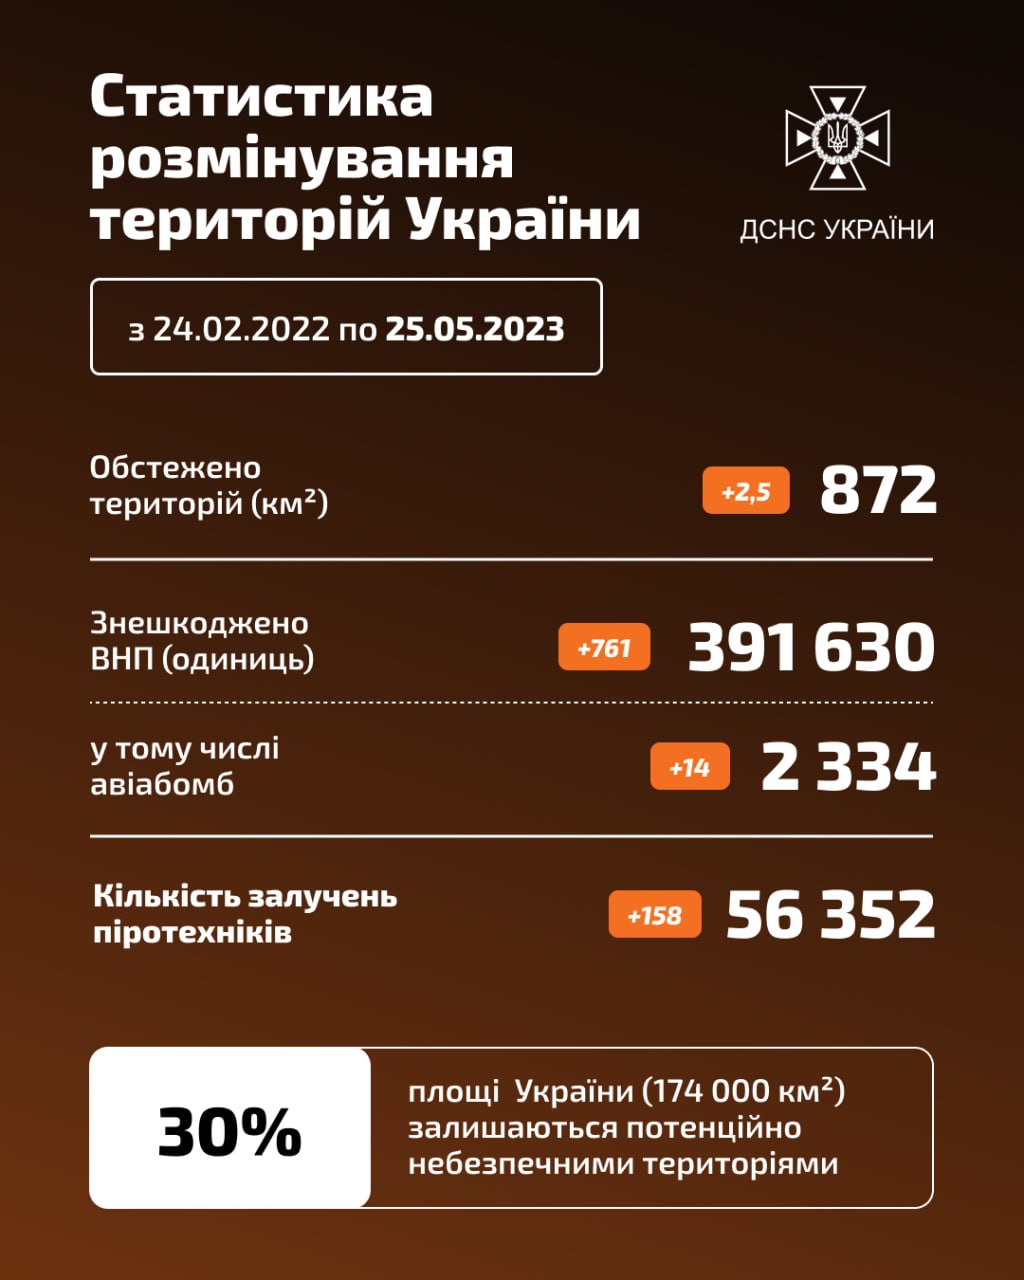 Статистика
розмінування
територій України
ДСНС УКРАЇНИ
з 24.02.2022 по 25.05.2023
Обстежено
територій (км²)
+2,5
872
Знешкоджено
ВНП (одиниць)
+761
391 630
у тому числі
авіабомб
+14
2 334
Кількість залучень
піротехніків
+158
56 352
30%
площі України (174 000 км²)
залишаються потенційно
небезпечними територіями